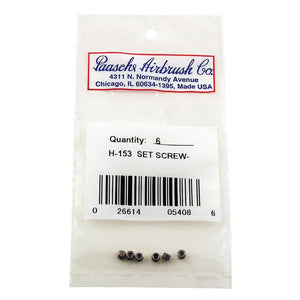 Paasche Airbrush Co.
4311 N. Normandy Avenue
Chicago, IL 60634-1395, Made USA
Quantity: 6
H-153 SET SCREW-
0 26614 05408 6